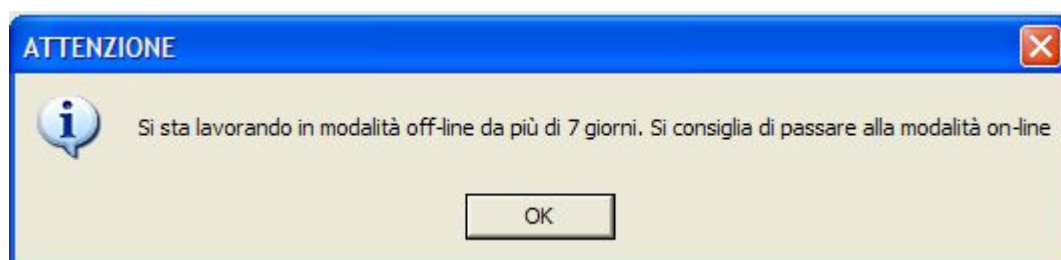 ATTENZIONE
Si sta lavorando in modalità off-line da più di 7 giorni. Si consiglia di passare alla modalità on-line
OK